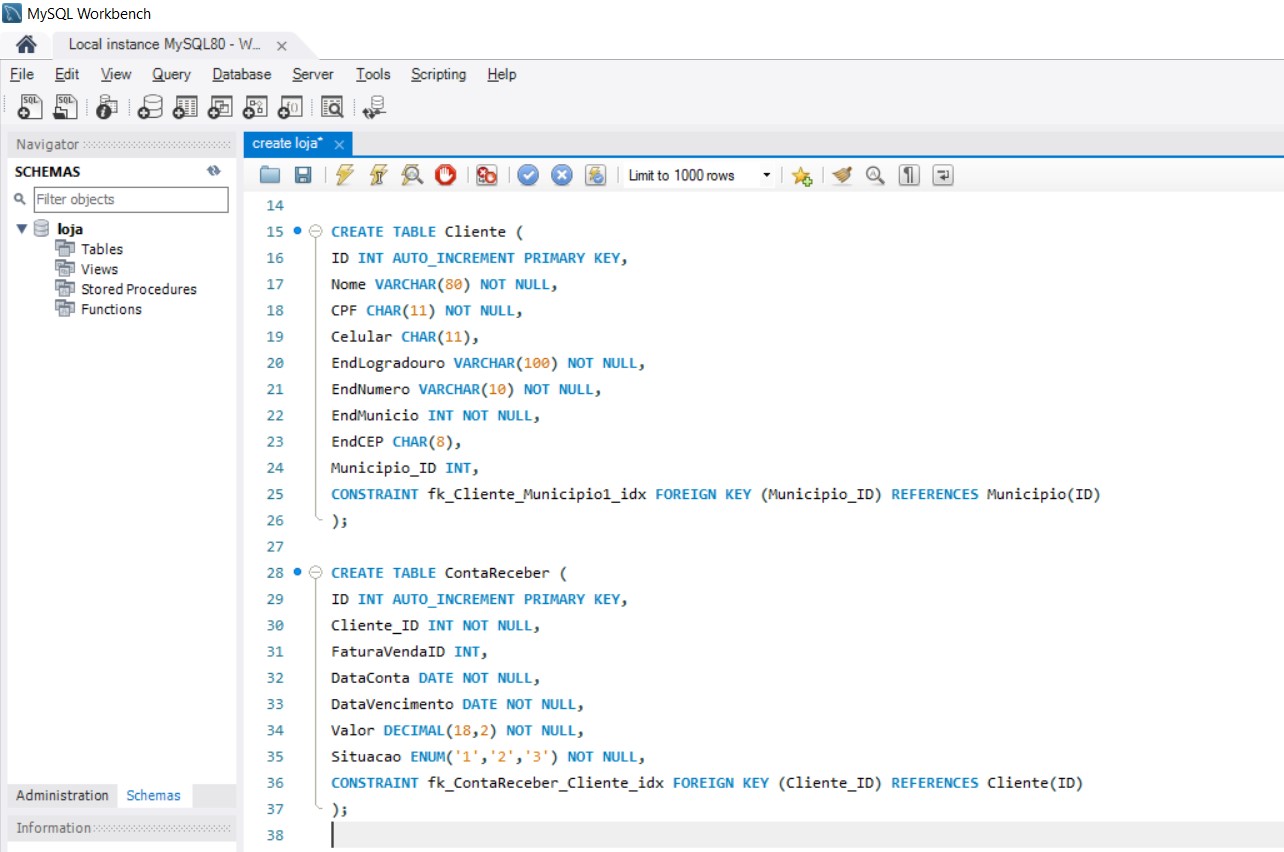 MySQL Workbench
Local instance MySQL80 - W...
File Edit View Query Database Server Tools Scripting Help
Navigator
SCHEMAS
Filter objects
loja
Tables
Views
Stored Procedures
Functions
Administration Schemas
Information
create loja*
Limit to 1000 rows
14
15 CREATE TABLE Cliente (
16 ID INT AUTO_INCREMENT PRIMARY KEY,
17 Nome VARCHAR(80) NOT NULL,
18 CPF CHAR(11) NOT NULL,
19 Celular CHAR(11),
20 EndLogradouro VARCHAR(100) NOT NULL,
21 EndNumero VARCHAR(10) NOT NULL,
22 EndMunicio INT NOT NULL,
23 EndCEP CHAR(8),
24 Municipio_ID INT,
25 CONSTRAINT fk_Cliente_Municipio1_idx FOREIGN KEY (Municipio_ID) REFERENCES Municipio(ID)
26 );
27
28 CREATE TABLE ContaReceber (
29 ID INT AUTO_INCREMENT PRIMARY KEY,
30 Cliente_ID INT NOT NULL,
31 FaturaVendaID INT,
32 DataConta DATE NOT NULL,
33 DataVencimento DATE NOT NULL,
34 Valor DECIMAL(18,2) NOT NULL,
35 Situacao ENUM('1','2','3') NOT NULL,
36 CONSTRAINT fk_ContaReceber_Cliente_idx FOREIGN KEY (Cliente_ID) REFERENCES Cliente(ID)
37 );
38